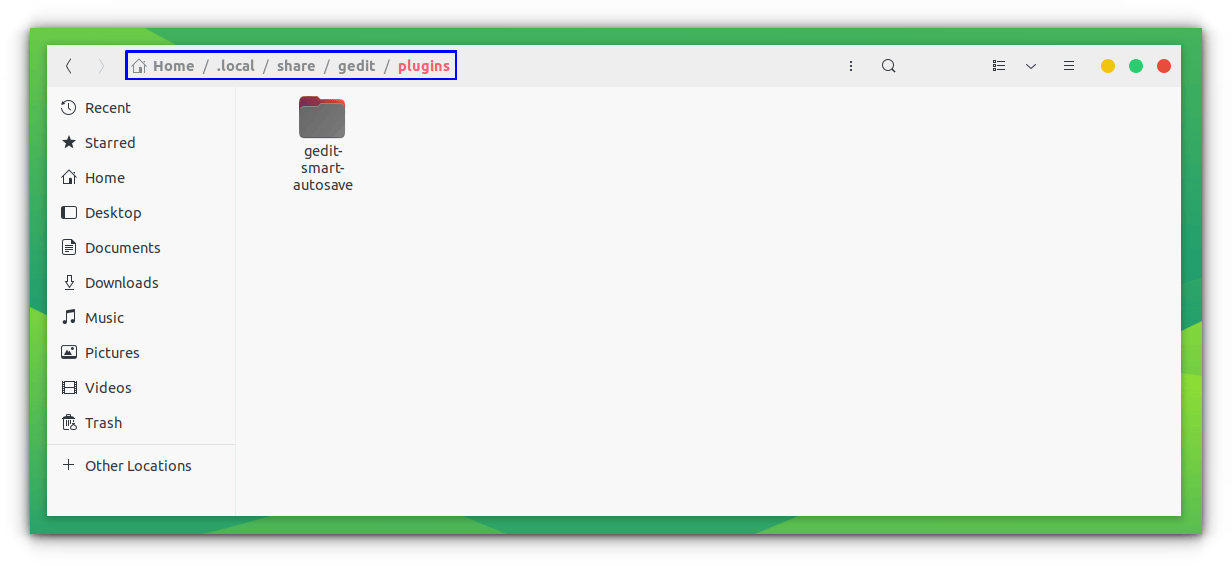 Home / .local / share / gedit / plugins
Recent
Starred
Home
Desktop
Documents
Downloads
Music
Pictures
Videos
Trash
Other Locations
gedit-
smart-
autosave